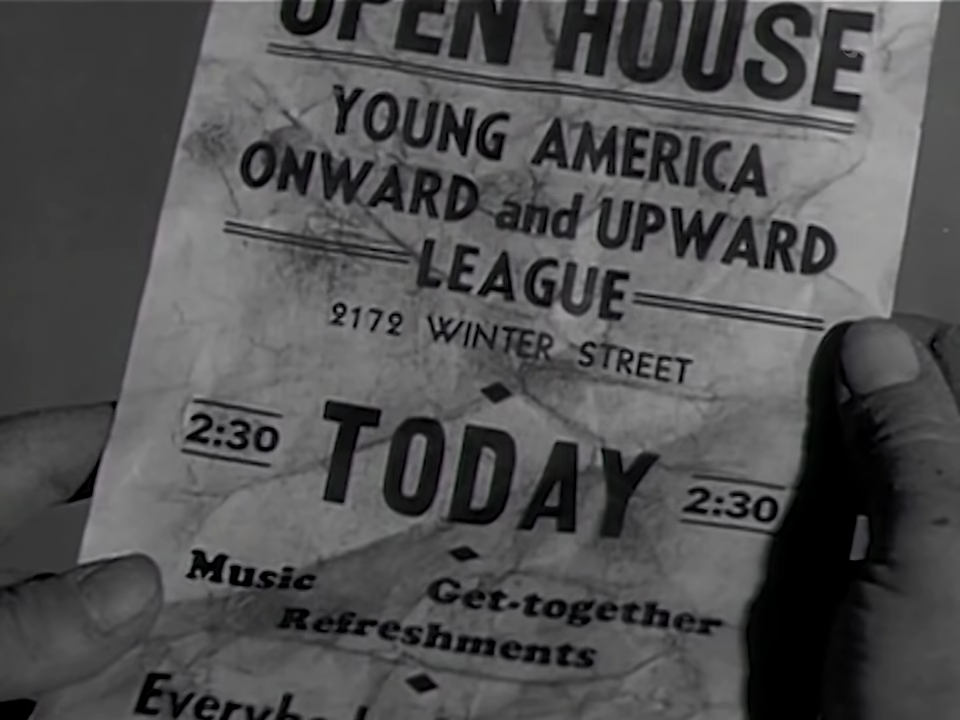 OPEN HOUSE
YOUNG AMERICA
ONWARD and UPWARD
LEAGUE
2172 WINTER STREET
2:30 TODAY 2:30
Music Get-together
Refreshments